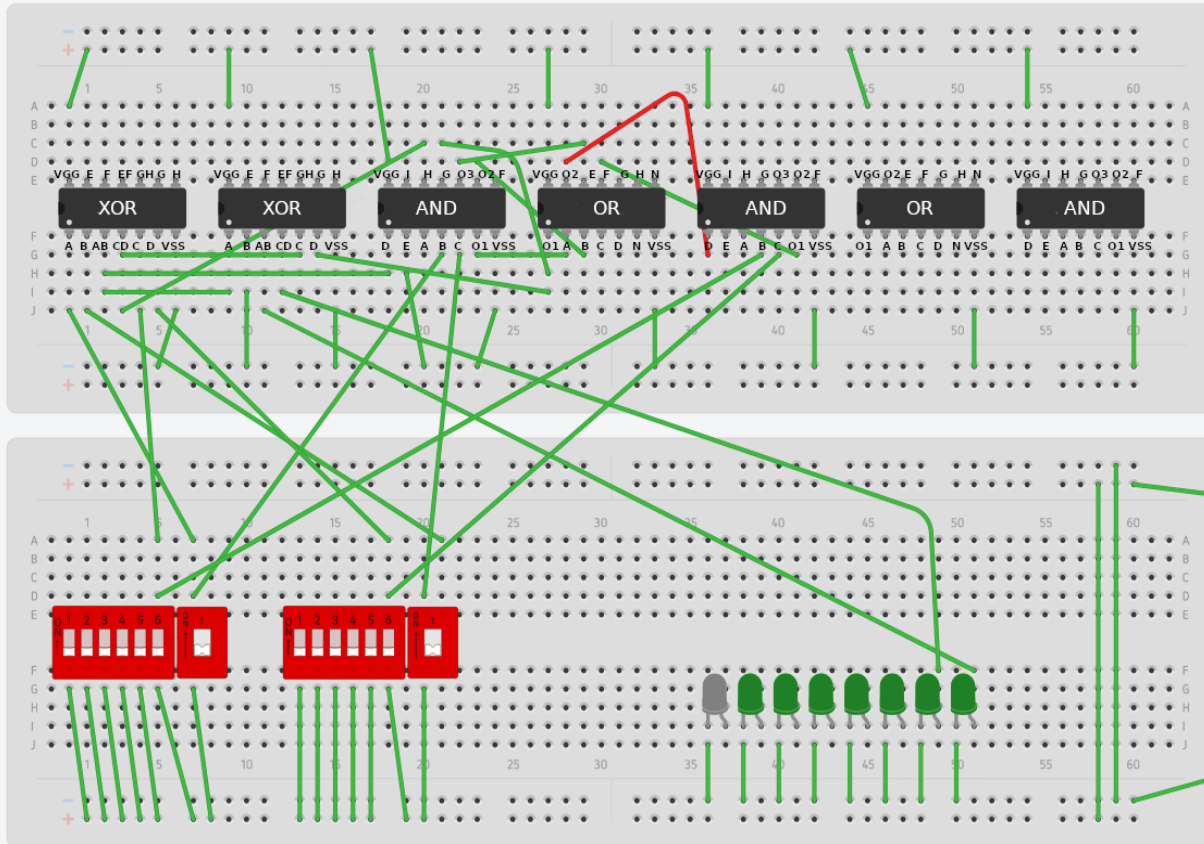 −
+
1 5 10 15 20 25 30 35 40 45 50 55 60
A A
B B
C C
D D
E E
VGG E F EF GH G H VGG E F EF GH G H VGG I H G O3 O2 F VGG O2 E F G H N VGG I H G O3 O2 F VGG O2 E F G H N VGG I H G O3 O2 F
XOR XOR AND OR AND OR AND
A B AB CD C D VSS A B AB CD C D VSS D E A B C O1 VSS O1 A B C D N VSS D E A B C O1 VSS O1 A B C D N VSS D E A B C O1 VSS
F F
G G
H H
I I
J J
5 10 15 20 25 30 35 40 45 50 55 60
−
+
−
+
1 5 10 15 20 25 30 35 40 45 50 55 60
A A
B B
C C
D D
E E
ON 1 2 3 4 5 6 ON 1 ON 1 2 3 4 5 6 ON 1
F F
G G
H H
I I
J J
1 5 10 15 20 25 30 35 40 45 50 55 60
−
+